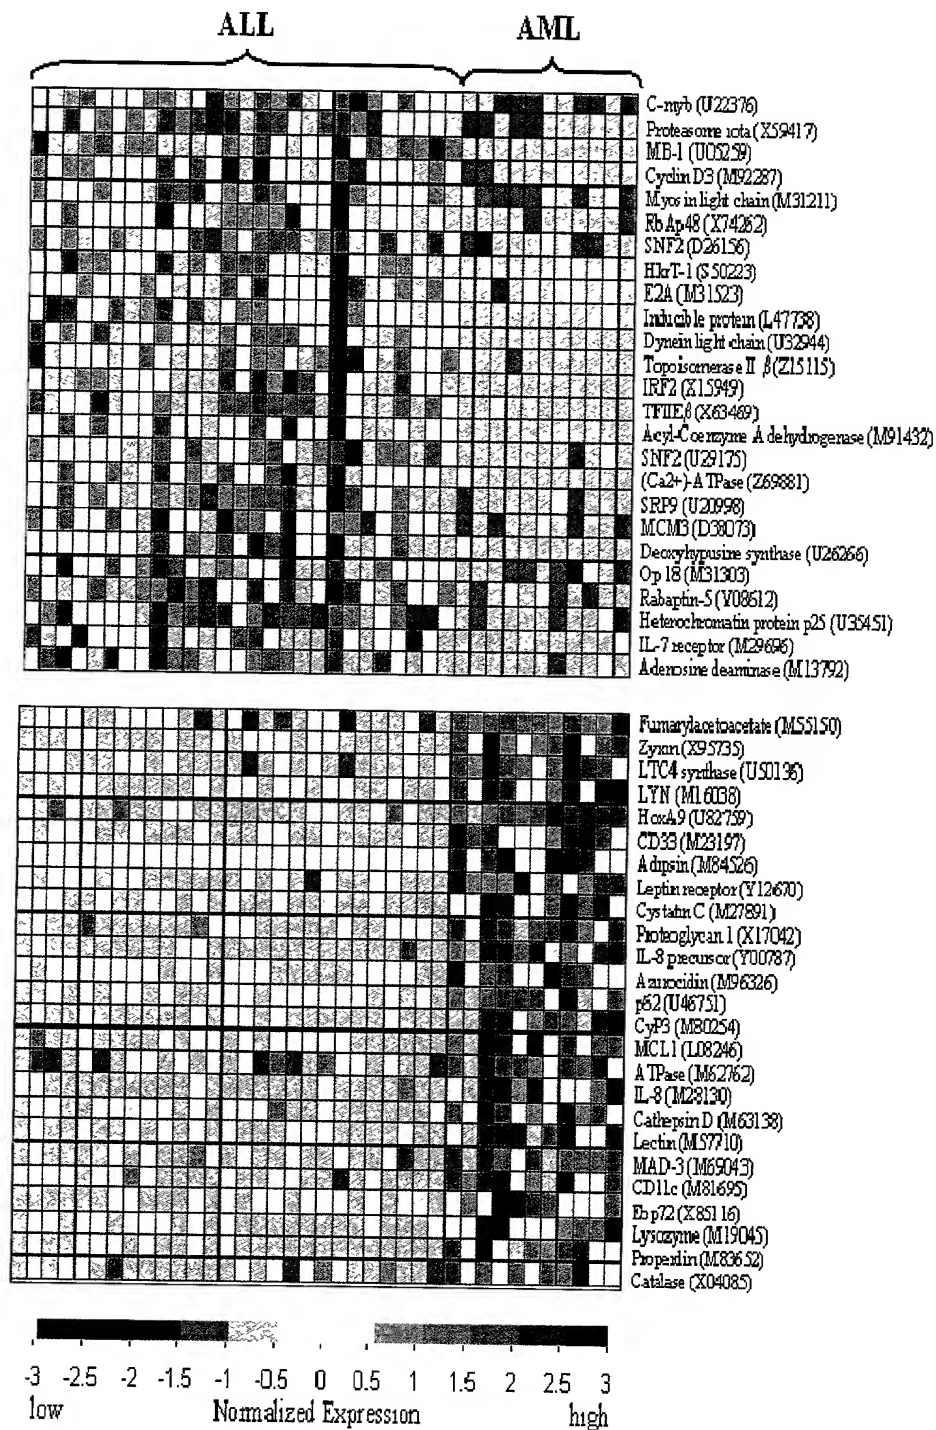 ALL AML
C-myb (U22376)
Proteasome iota (X59417)
MB-1 (U05259)
Cyclin D3 (M92287)
Myosin light chain (M31211)
RbAp48 (X74262)
SNF2 (D26156)
HkrT-1 (S50223)
E2A (M31523)
Inducible protein (L47738)
Dynein light chain (U32944)
Topoisomerase II β (Z15115)
IRF2 (X15949)
TFIIEβ (X63469)
Acyl-Coenzyme A dehydrogenase (M91432)
SNF2 (U29175)
(Ca2+)-ATPase (Z69881)
SRP9 (U20998)
MCM3 (D38073)
Deoxyhypusine synthase (U26266)
Op 18 (M31303)
Rabaptin-5 (Y08612)
Heterochromatin protein p25 (U35451)
IL-7 receptor (M29696)
Adenosine deaminase (M13792)
Fumarylacetoacetate (M55150)
Zyxin (X95735)
LTC4 synthase (U50136)
LYN (M16038)
HoxA9 (U82759)
CD33 (M23197)
Adipsin (M84526)
Leptin receptor (Y12670)
Cystatin C (M27891)
Proteoglycan 1 (X17042)
IL-8 precursor (Y00787)
Azurocidin (M96326)
p62 (U46751)
CyP3 (M80254)
MCL1 (L08246)
ATPase (M62762)
IL-8 (M28130)
Cathepsin D (M63138)
Lectin (M57710)
MAD-3 (M69043)
CD11c (M81695)
Ebp72 (X85116)
Lysozyme (M19045)
Properdin (M83652)
Catalase (X04085)
-3 -2.5 -2 -1.5 -1 -0.5 0 0.5 1 1.5 2 2.5 3
low Normalized Expression high